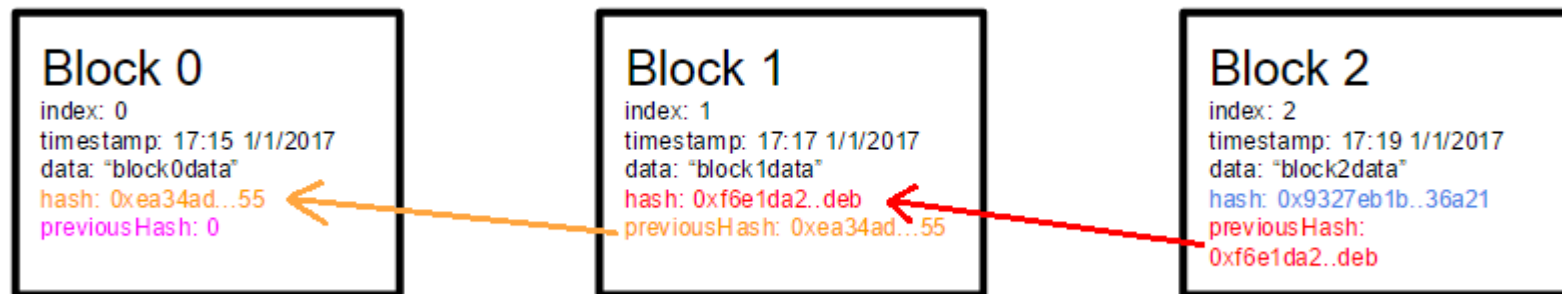 Block 0
index: 0
timestamp: 17:15 1/1/2017
data: “block0data”
hash: 0xea34ad...55
previousHash: 0
Block 1
index: 1
timestamp: 17:17 1/1/2017
data: “block1data”
hash: 0xf6e1da2..deb
previousHash: 0xea34ad...55
Block 2
index: 2
timestamp: 17:19 1/1/2017
data: “block2data”
hash: 0x9327eb1b..36a21
previousHash:
0xf6e1da2..deb